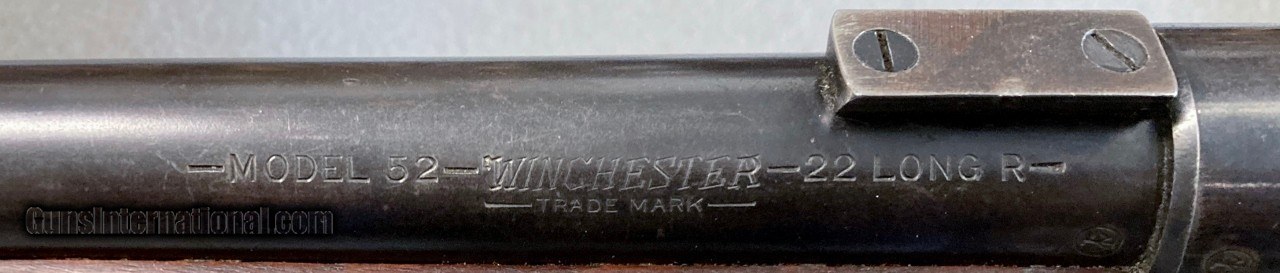 —MODEL 52—WINCHESTER—22 LONG R—
—TRADE MARK—
GunsInternational.com